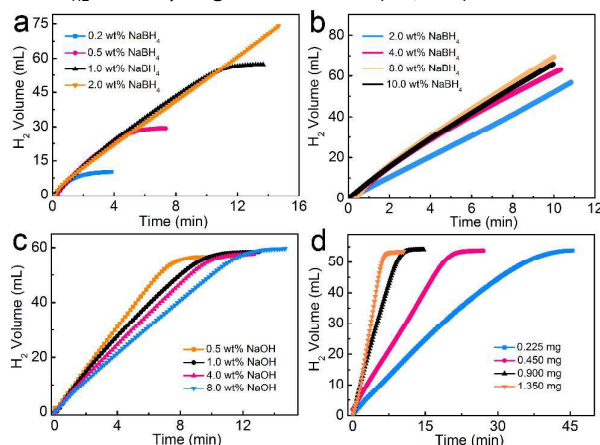 a
0.2 wt% NaBH₄
0.5 wt% NaBH₄
1.0 wt% NaBH₄
2.0 wt% NaBH₄
H₂ Volume (mL)
75
60
45
30
15
0
0 4 8 12 16
Time (min)
b
2.0 wt% NaBH₄
4.0 wt% NaBH₄
8.0 wt% NaBH₄
10.0 wt% NaBH₄
H₂ Volume (mL)
80
60
40
20
0
0 2 4 6 8 10 12
Time (min)
c
0.5 wt% NaOH
1.0 wt% NaOH
4.0 wt% NaOH
8.0 wt% NaOH
H₂ Volume (mL)
60
50
40
30
20
10
0
0 5 10 15
Time (min)
d
0.225 mg
0.450 mg
0.900 mg
1.350 mg
H₂ Volume (mL)
50
40
30
20
10
0
0 15 30 45
Time (min)